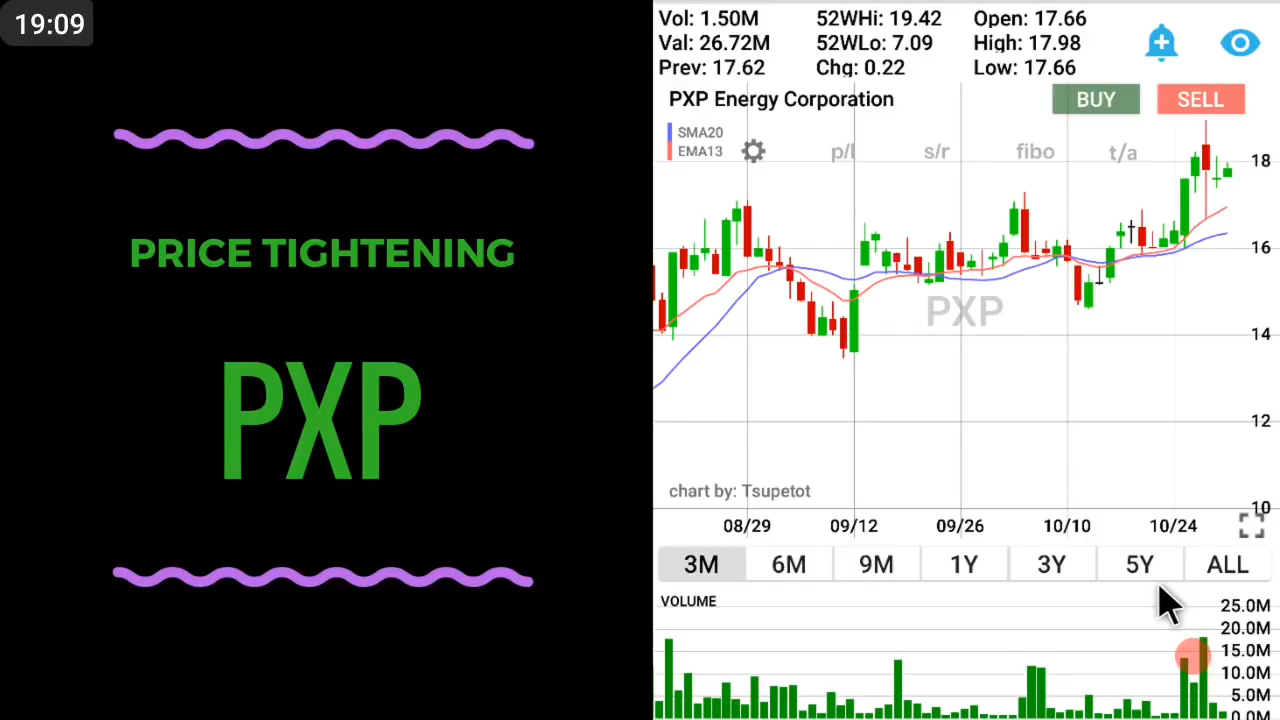 19:09
PRICE TIGHTENING
PXP
Vol: 1.50M 52WHi: 19.42 Open: 17.66
Val: 26.72M 52WLo: 7.09 High: 17.98
Prev: 17.62 Chg: 0.22 Low: 17.66
PXP Energy Corporation BUY SELL
SMA20
EMA13 p/l s/r fibo t/a
18
16
PXP
14
12
chart by: Tsupetot
10
08/29 09/12 09/26 10/10 10/24
3M 6M 9M 1Y 3Y 5Y ALL
VOLUME 25.0M
20.0M
15.0M
10.0M
5.0M
0.0M